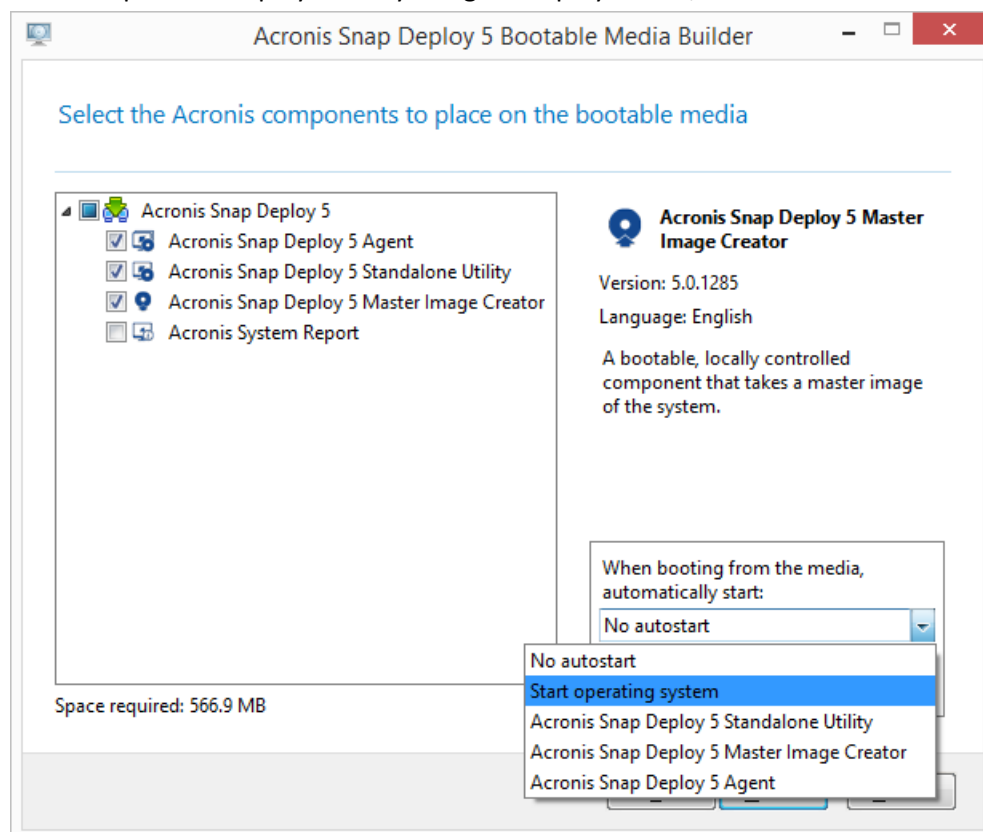 Acronis Snap Deploy 5 Bootable Media Builder
Select the Acronis components to place on the bootable media
Acronis Snap Deploy 5
Acronis Snap Deploy 5 Agent
Acronis Snap Deploy 5 Standalone Utility
Acronis Snap Deploy 5 Master Image Creator
Acronis System Report
Space required: 566.9 MB
Acronis Snap Deploy 5 Master
Image Creator
Version: 5.0.1285
Language: English
A bootable, locally controlled
component that takes a master image
of the system.
When booting from the media,
automatically start:
No autostart
No autostart
Start operating system
Acronis Snap Deploy 5 Standalone Utility
Acronis Snap Deploy 5 Master Image Creator
Acronis Snap Deploy 5 Agent